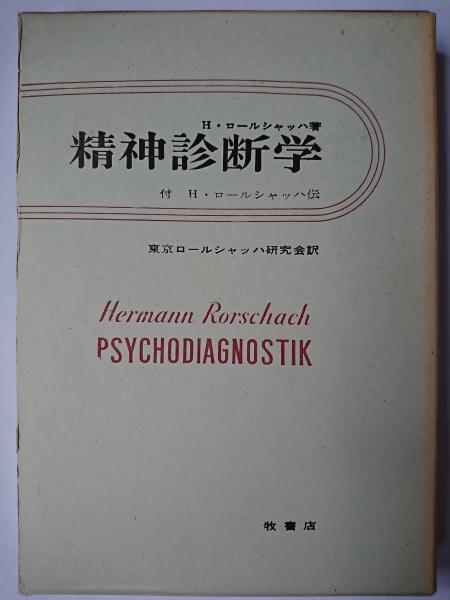 H・ロールシャッハ著
精神診断学
付 H・ロールシャッハ伝
東京ロールシャッハ研究会訳
Hermann Rorschach
PSYCHODIAGNOSTIK
牧書店